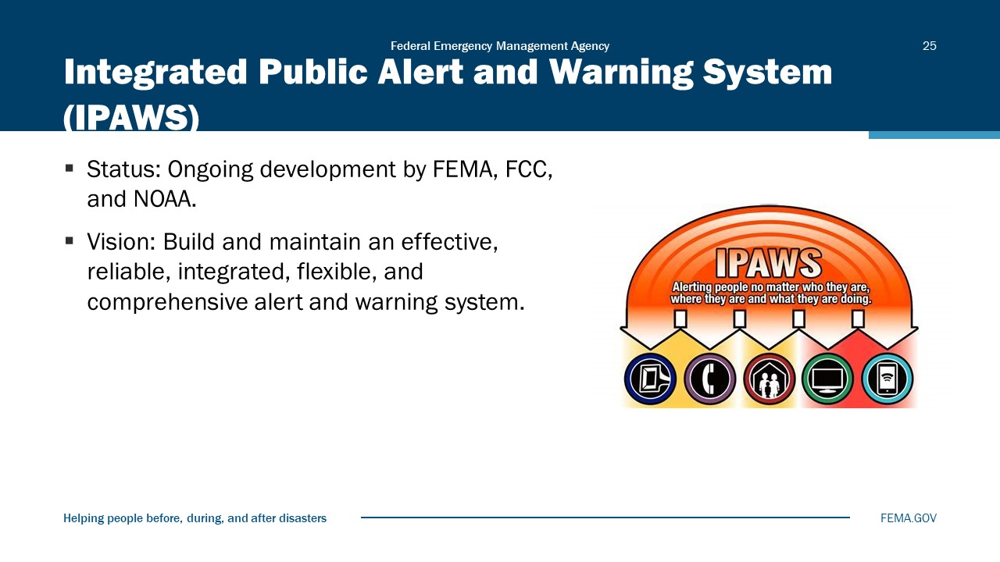 Federal Emergency Management Agency
25
Integrated Public Alert and Warning System
(IPAWS)
▪ Status: Ongoing development by FEMA, FCC,
and NOAA.
▪ Vision: Build and maintain an effective,
reliable, integrated, flexible, and
comprehensive alert and warning system.
IPAWS
Alerting people no matter who they are,
where they are and what they are doing.
Helping people before, during, and after disasters
FEMA.GOV